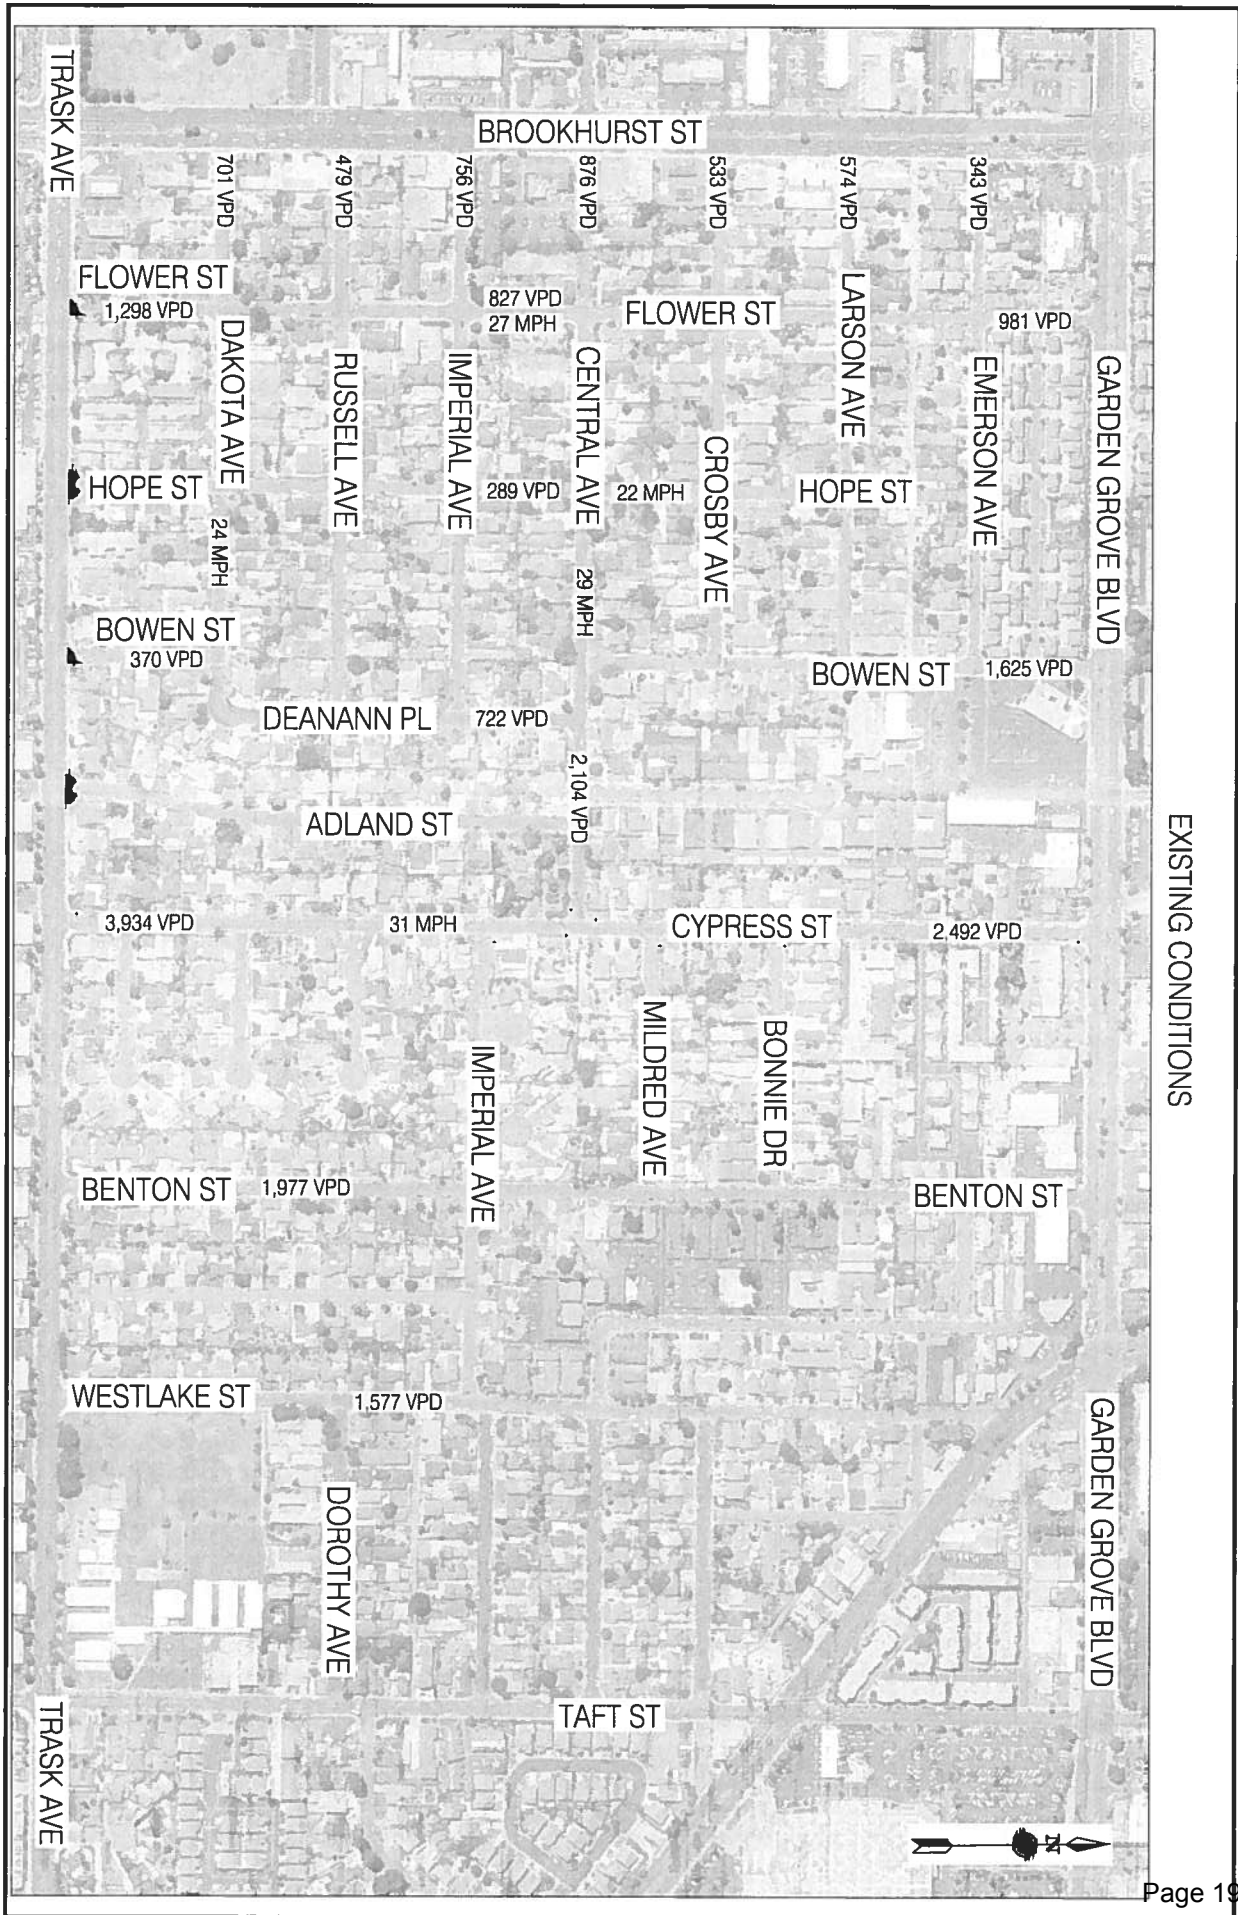 EXISTING CONDITIONS
TRASK AVE
BROOKHURST ST
701 VPD
479 VPD
756 VPD
876 VPD
533 VPD
574 VPD
343 VPD
FLOWER ST
1,298 VPD
827 VPD
27 MPH
FLOWER ST
981 VPD
DAKOTA AVE
RUSSELL AVE
IMPERIAL AVE
CENTRAL AVE
CROSBY AVE
LARSON AVE
EMERSON AVE
GARDEN GROVE BLVD
HOPE ST
289 VPD
22 MPH
HOPE ST
24 MPH
29 MPH
BOWEN ST
370 VPD
BOWEN ST
1,625 VPD
DEANANN PL
722 VPD
2,104 VPD
ADLAND ST
3,934 VPD
31 MPH
CYPRESS ST
2,492 VPD
IMPERIAL AVE
MILDRED AVE
BONNIE DR
BENTON ST
1,977 VPD
BENTON ST
WESTLAKE ST
1,577 VPD
DOROTHY AVE
GARDEN GROVE BLVD
TAFT ST
TRASK AVE
N
Page 19